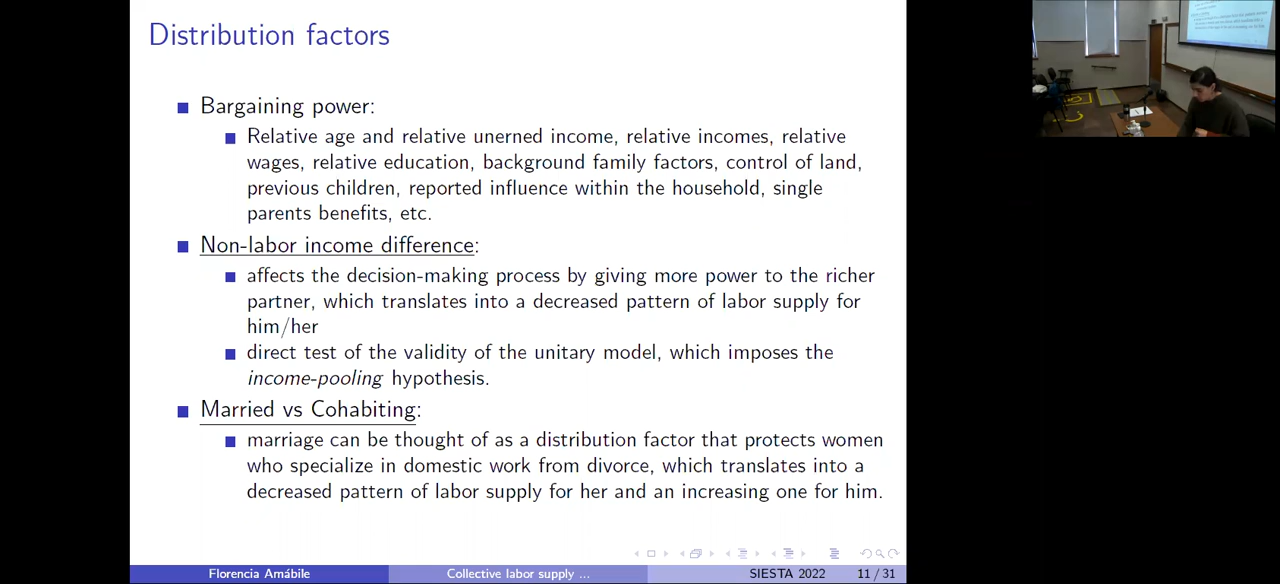 Distribution factors
Bargaining power:
Relative age and relative unerned income, relative incomes, relative
wages, relative education, background family factors, control of land,
previous children, reported influence within the household, single
parents benefits, etc.
Non-labor income difference:
affects the decision-making process by giving more power to the richer
partner, which translates into a decreased pattern of labor supply for
him/her
direct test of the validity of the unitary model, which imposes the
income-pooling hypothesis.
Married vs Cohabiting:
marriage can be thought of as a distribution factor that protects women
who specialize in domestic work from divorce, which translates into a
decreased pattern of labor supply for her and an increasing one for him.
Florencia Amábile
Collective labor supply ...
SIESTA 2022
11 / 31